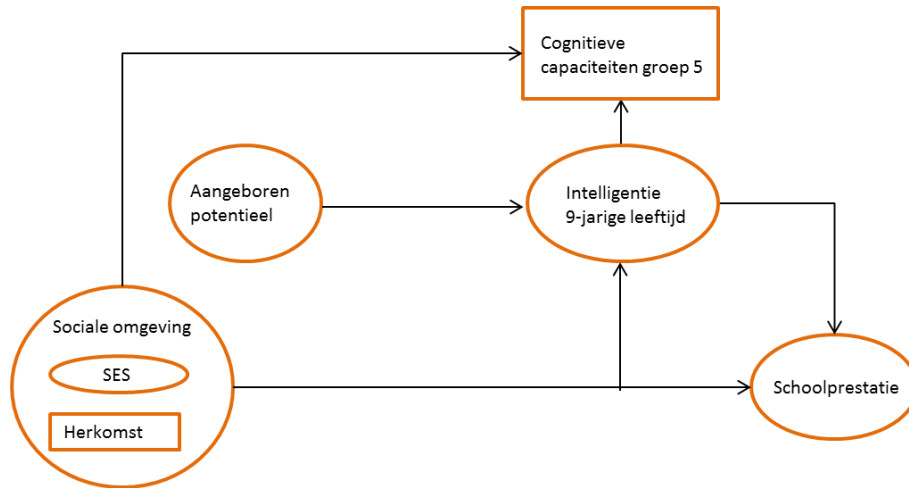 Cognitieve
capaciteiten groep 5
Aangeboren
potentieel
Intelligentie
9-jarige leeftijd
Sociale omgeving
SES
Herkomst
Schoolprestatie